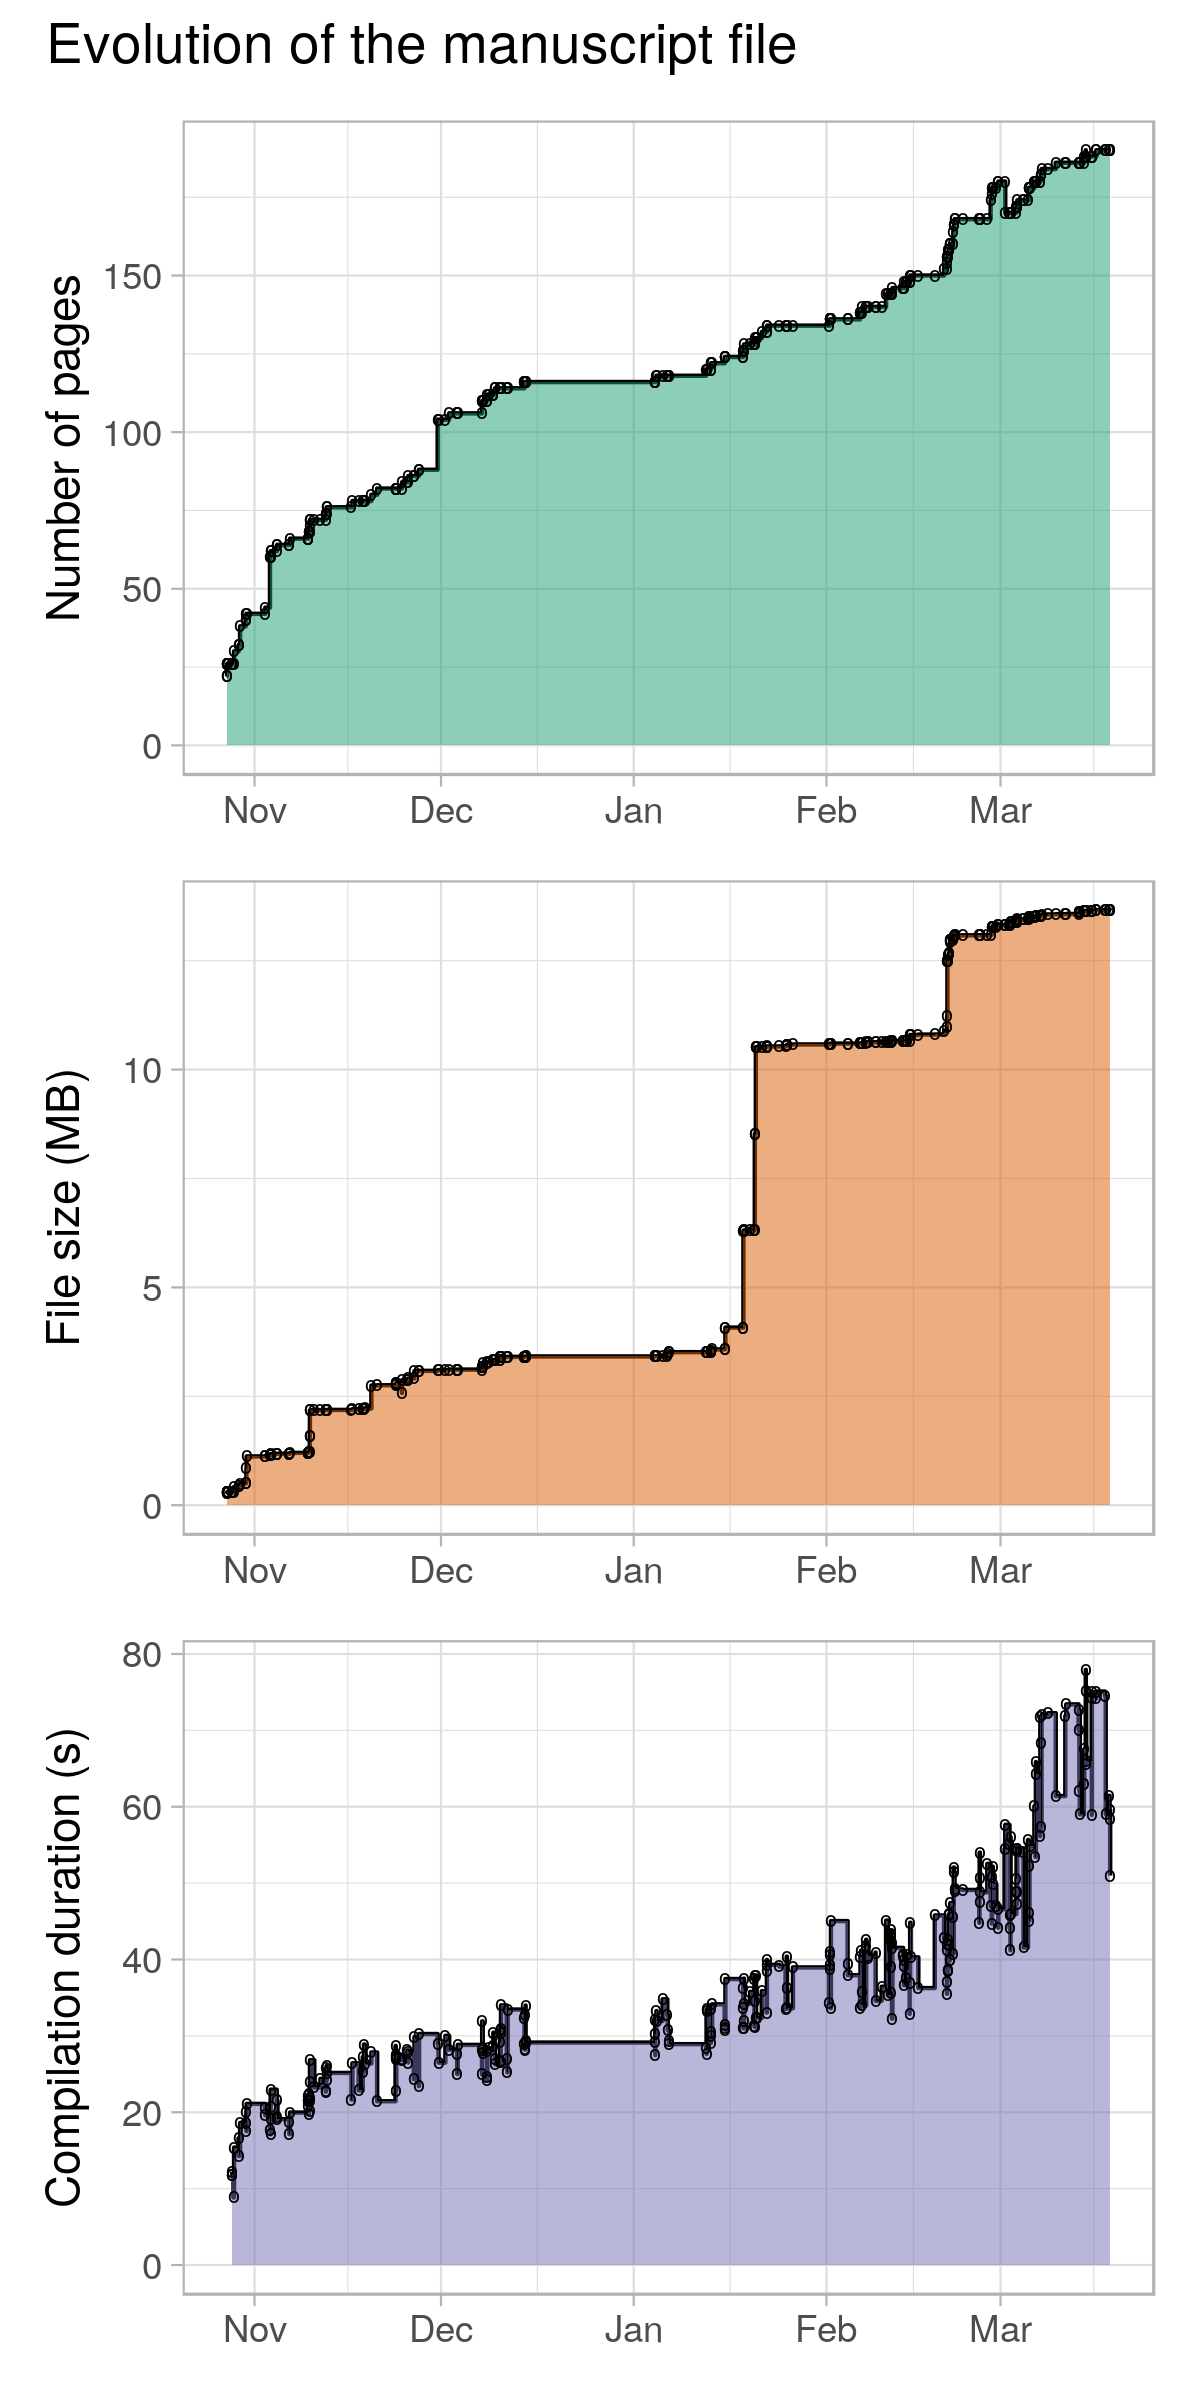 Evolution of the manuscript file
Number of pages
150
100
50
0
Nov Dec Jan Feb Mar
File size (MB)
10
5
0
Nov Dec Jan Feb Mar
Compilation duration (s)
80
60
40
20
0
Nov Dec Jan Feb Mar